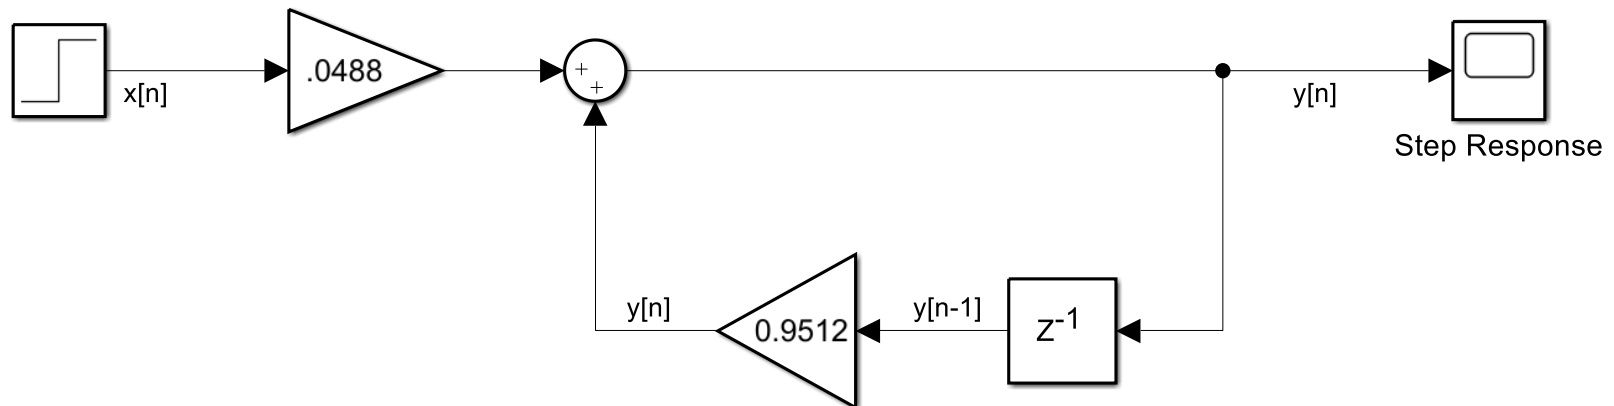 .0488
+
+
x[n]
y[n]
Step Response
y[n]
0.9512
y[n-1]
Z-1